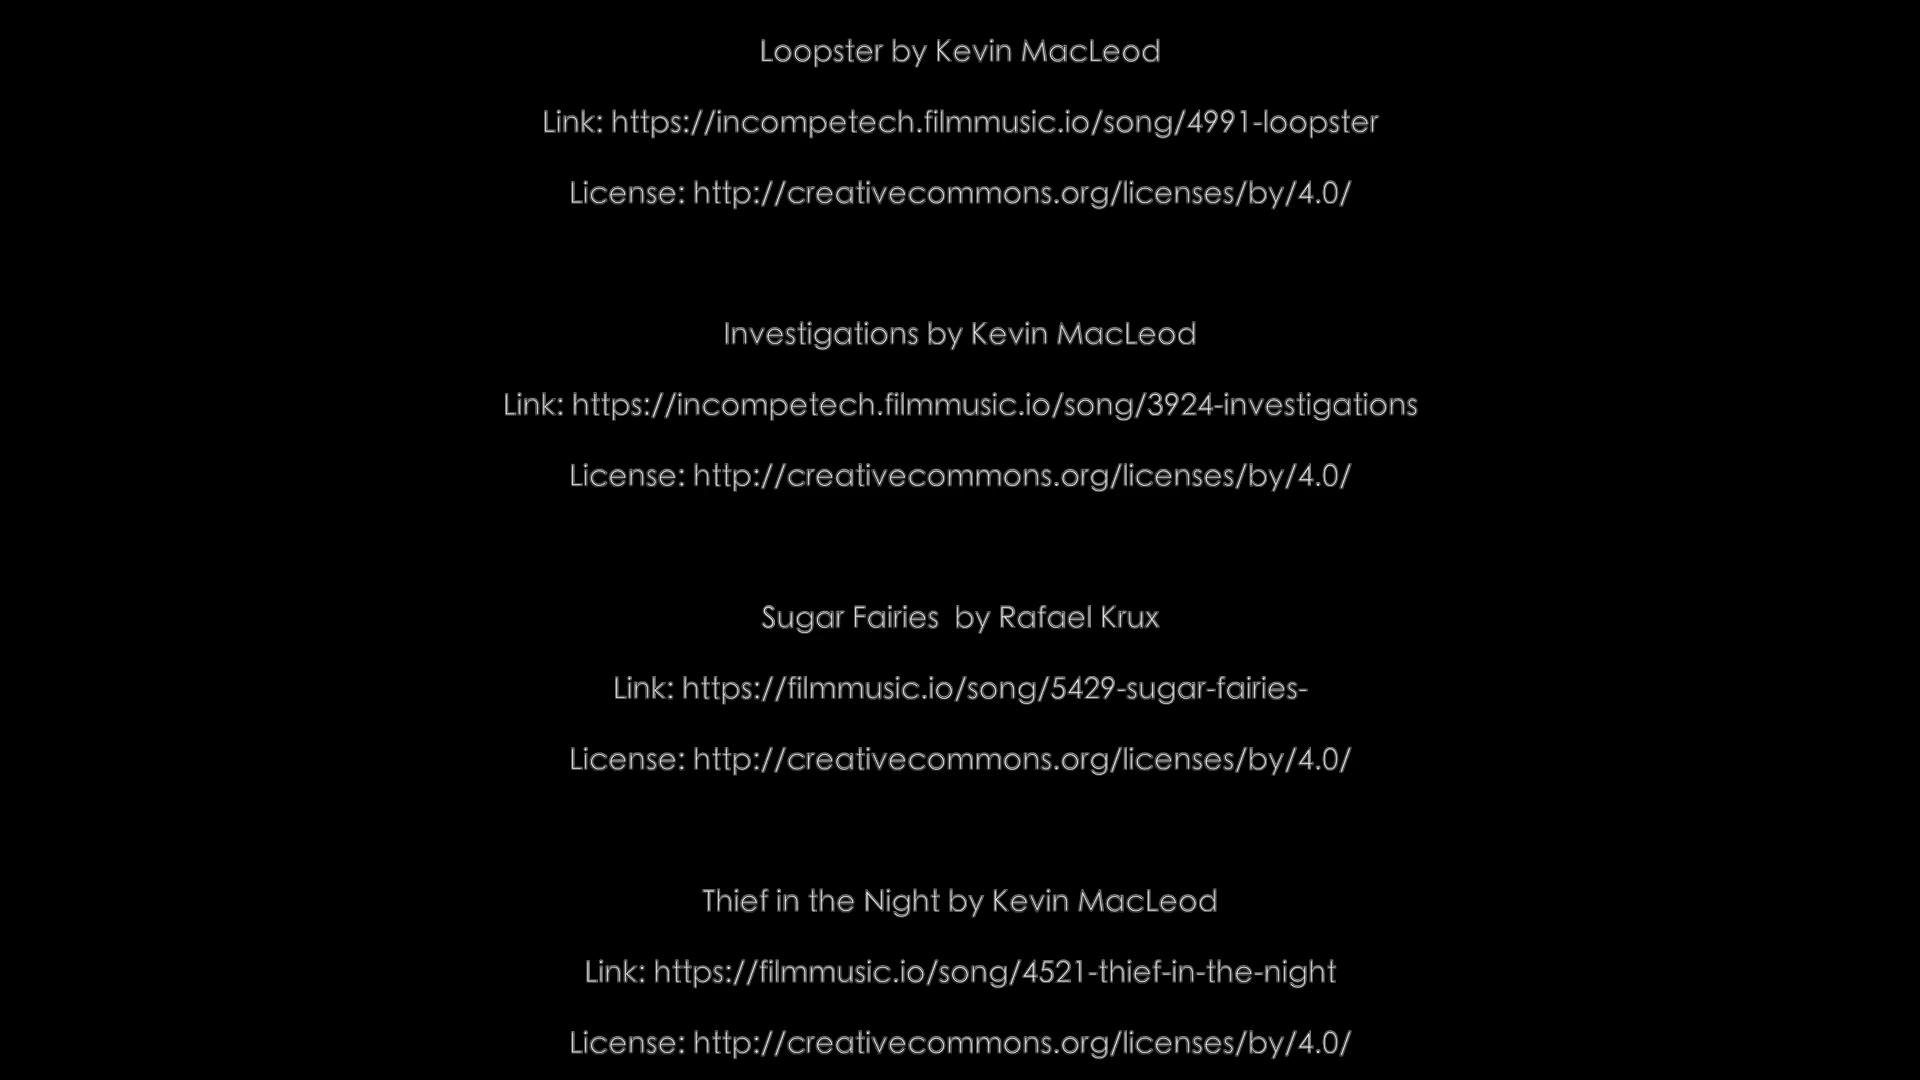 Loopster by Kevin MacLeod
Link: https://incompetech.filmmusic.io/song/4991-loopster
License: http://creativecommons.org/licenses/by/4.0/
Investigations by Kevin MacLeod
Link: https://incompetech.filmmusic.io/song/3924-investigations
License: http://creativecommons.org/licenses/by/4.0/
Sugar Fairies  by Rafael Krux
Link: https://filmmusic.io/song/5429-sugar-fairies-
License: http://creativecommons.org/licenses/by/4.0/
Thief in the Night by Kevin MacLeod
Link: https://filmmusic.io/song/4521-thief-in-the-night
License: http://creativecommons.org/licenses/by/4.0/